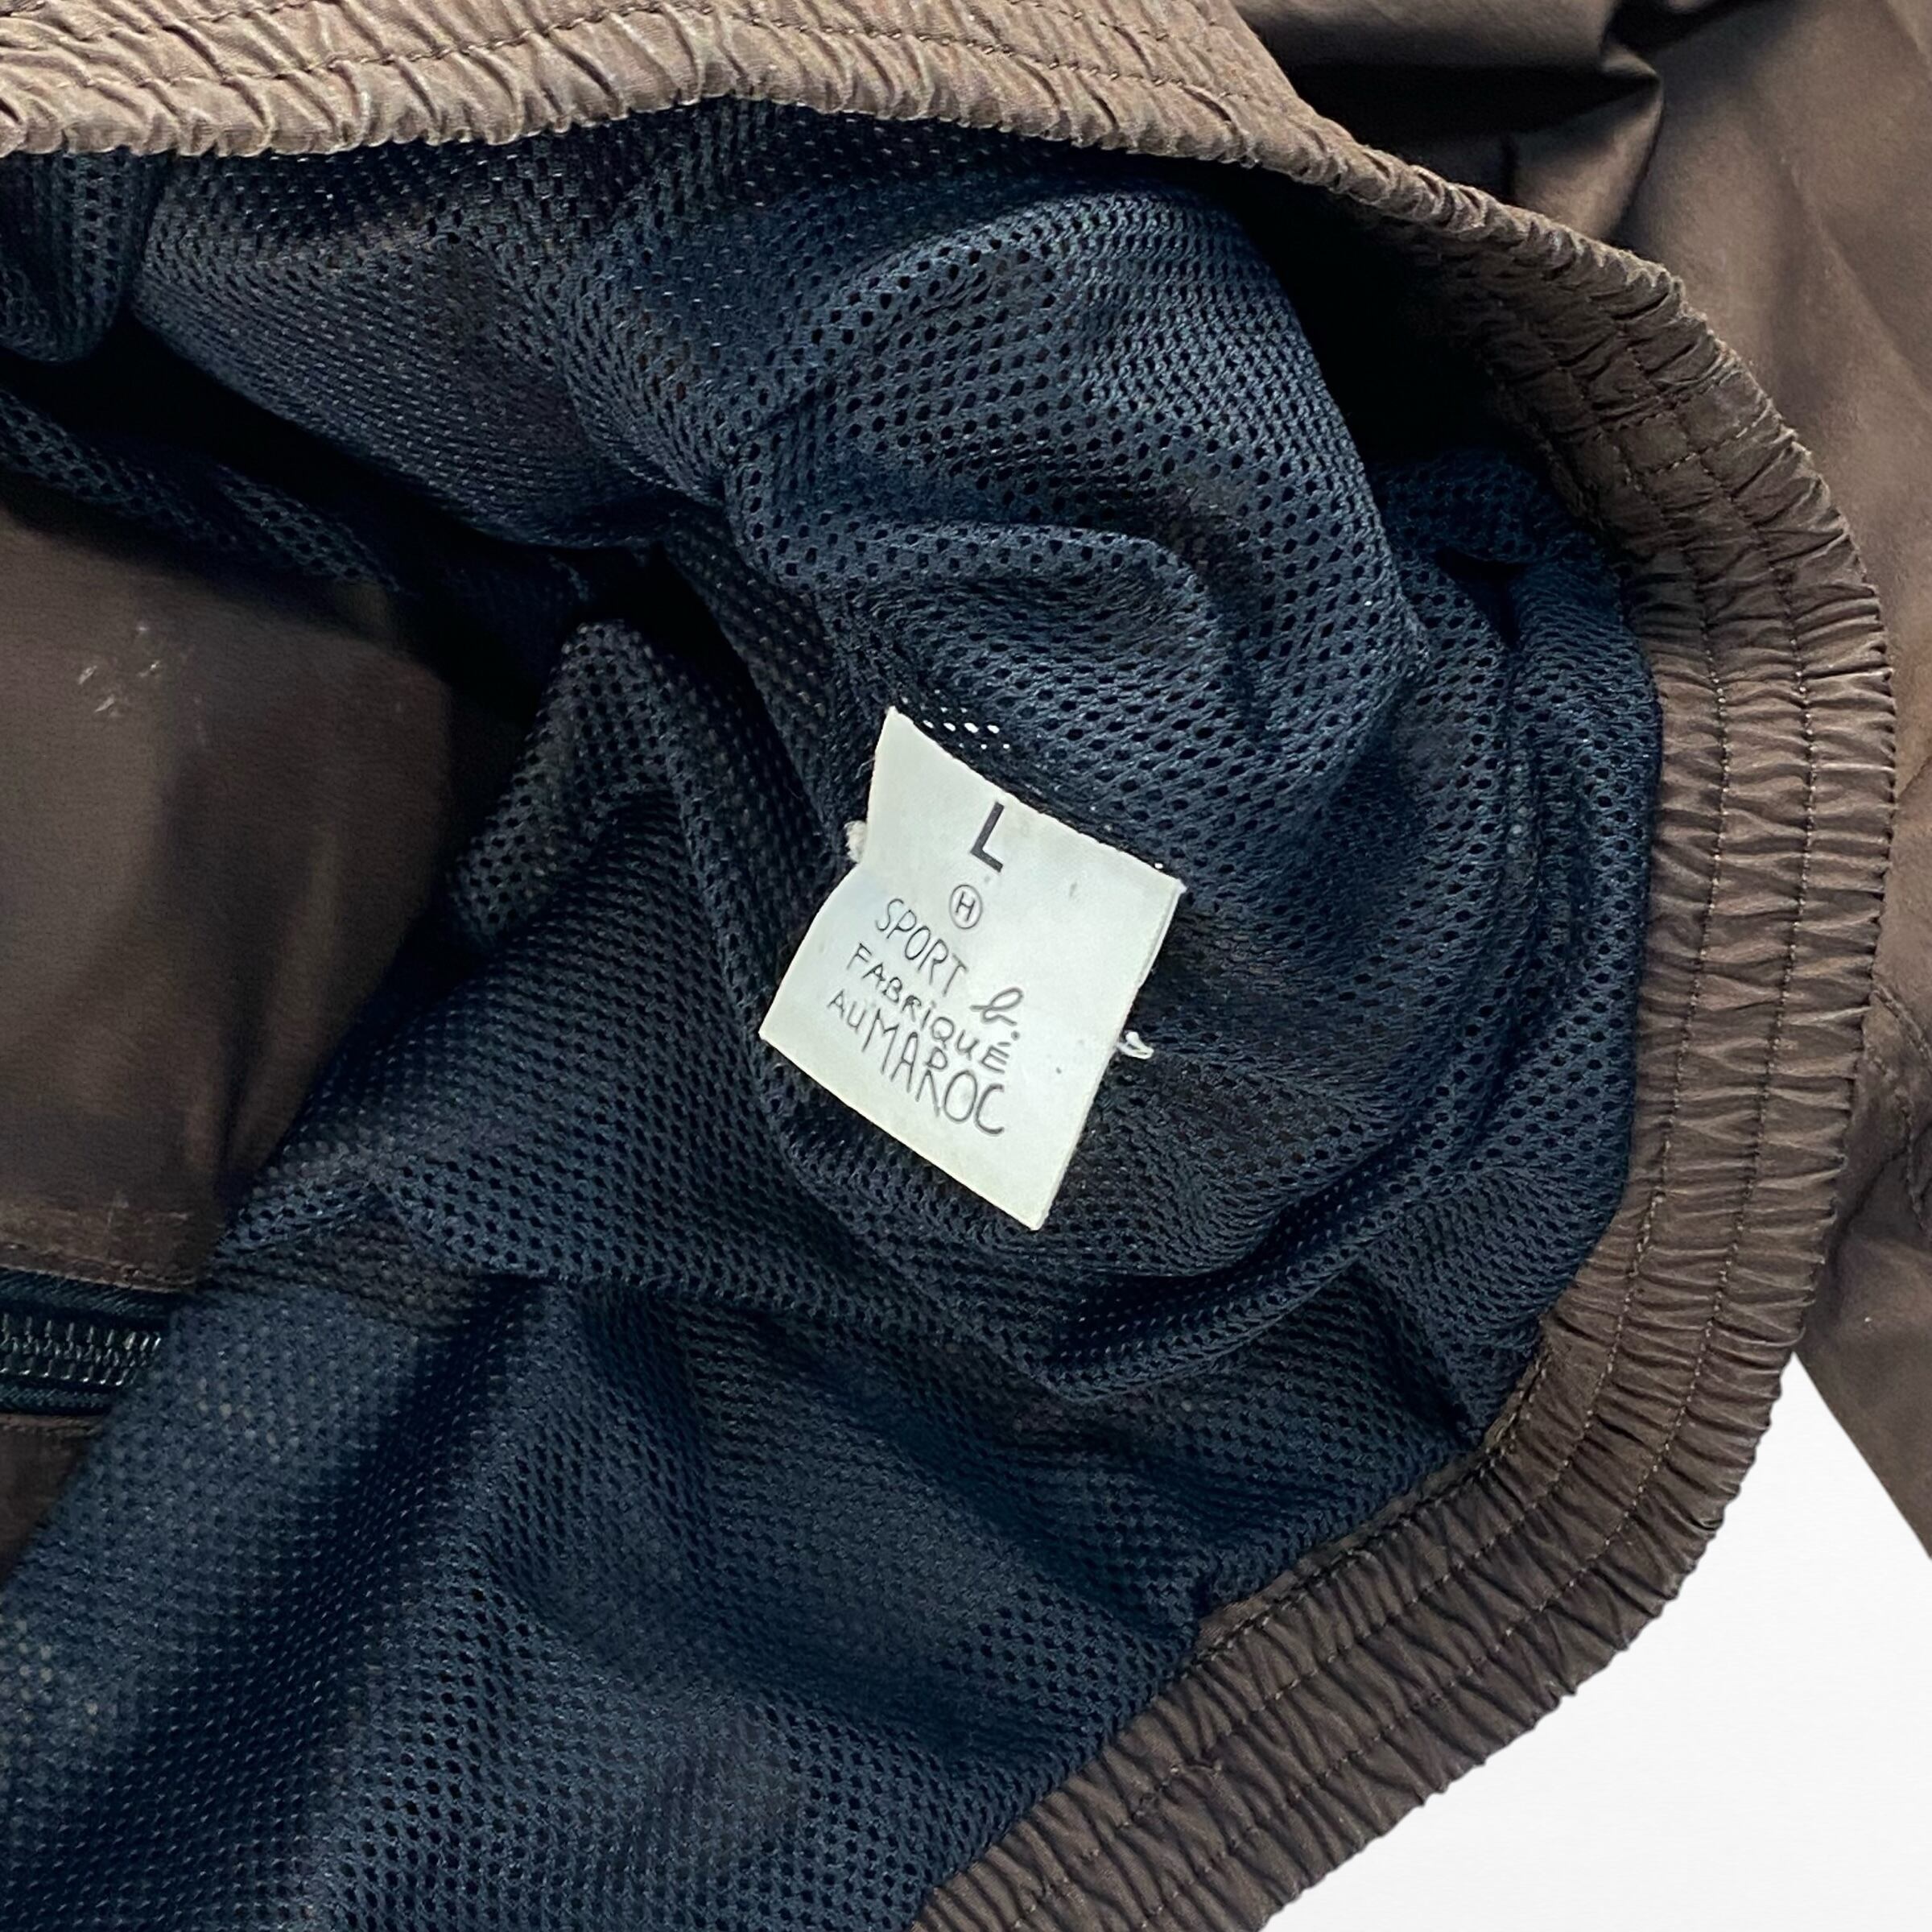 L
H
SPORT b.
FABRiQUÉ
AU MAROC